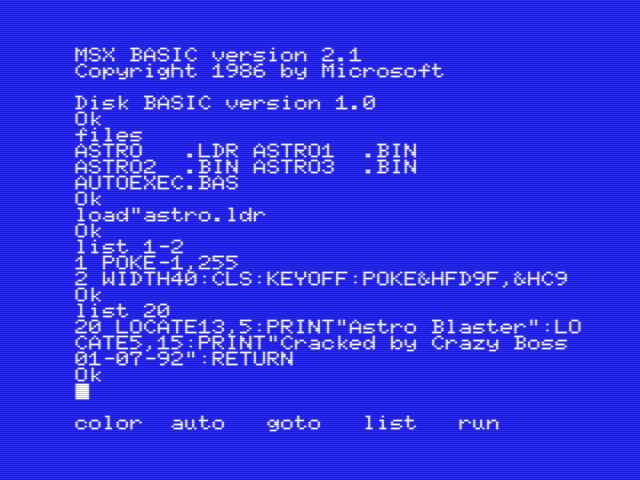 MSX BASIC version 2.1
Copyright 1986 by Microsoft
Disk BASIC version 1.0
Ok
files
ASTRO   .LDR ASTRO1  .BIN
ASTRO2  .BIN ASTRO3  .BIN
AUTOEXEC.BAS
Ok
load"astro.ldr
Ok
list 1-2
1 POKE-1,255
2 WIDTH40:CLS:KEYOFF:POKE&HFD9F,&HC9
Ok
list 20
20 LOCATE13,5:PRINT"Astro Blaster":LO
CATE5,15:PRINT"Cracked by Crazy Boss
01-07-92":RETURN
Ok
color  auto   goto   list   run